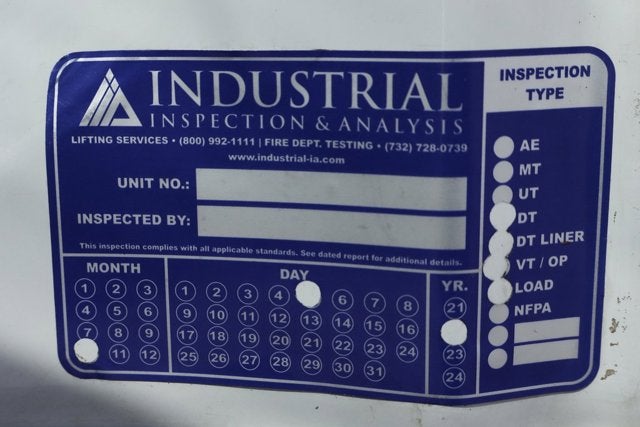 INDUSTRIAL
INSPECTION & ANALYSIS
LIFTING SERVICES • (800) 992-1111 | FIRE DEPT. TESTING • (732) 728-0739
www.industrial-ia.com
UNIT NO.:
INSPECTED BY:
This inspection complies with all applicable standards. See dated report for additional details.
MONTH
1 2 3
4 5 6
7 8 9
11 12
DAY
1 2 3 4 6 7 8
9 10 11 12 13 14 15 16
17 18 19 20 21 22 23 24
25 26 27 28 29 30 31
YR.
21
23
24
INSPECTION
TYPE
AE
MT
UT
DT
DT LINER
VT / OP
LOAD
NFPA